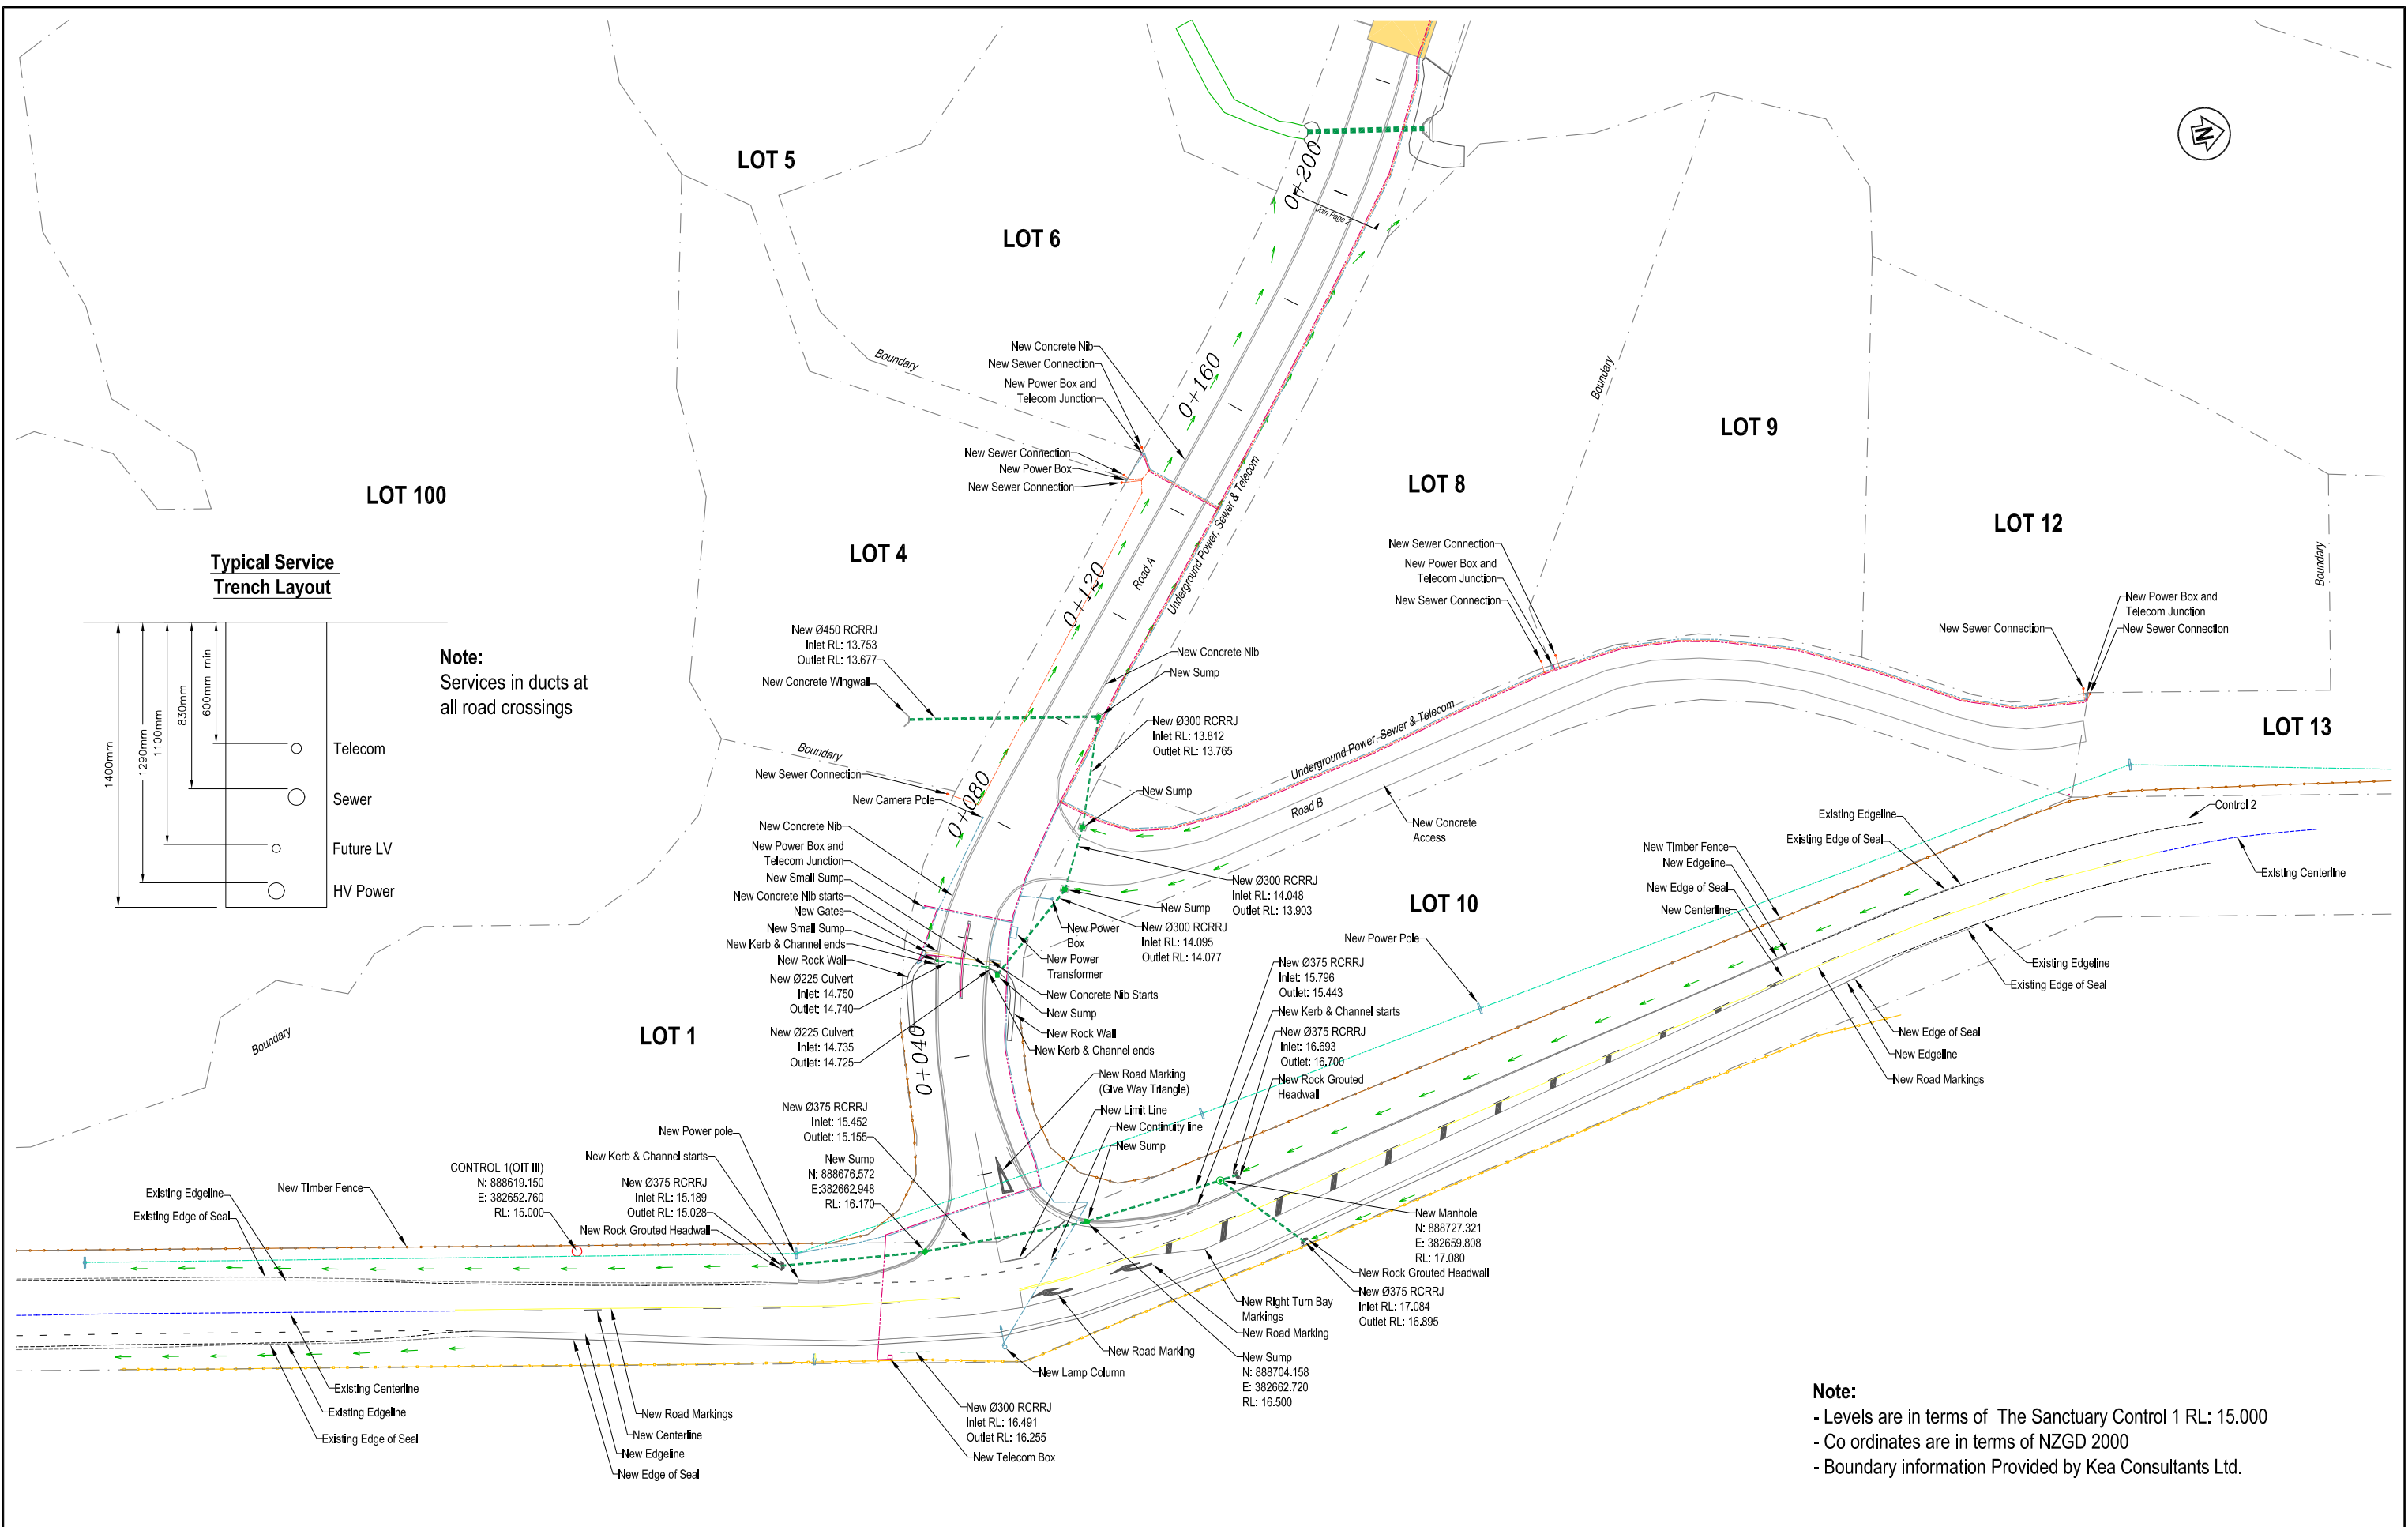 N
LOT 5
0+200
Join Page 2
LOT 6
New Concrete Nib
New Sewer Connection
New Power Box and
Telecom Junction
Boundary
0+160
Boundary
LOT 9
New Sewer Connection
New Power Box
New Sewer Connection
LOT 100
LOT 8
LOT 12
Underground Power, Sewer & Telecom
LOT 4
Road A
0+120
New Sewer Connection
New Power Box and
Telecom Junction
New Sewer Connection
Boundary
New Power Box and
Telecom Junction
New Sewer Connection
New Sewer Connection
Typical Service
Trench Layout
1400mm
1290mm
1100mm
830mm
600mm min
Telecom
Sewer
Future LV
HV Power
Note:
Services in ducts at
all road crossings
New Ø450 RCRRJ
Inlet RL: 13.753
Outlet RL: 13.677
New Concrete Wingwall
New Concrete Nib
New Sump
New Ø300 RCRRJ
Inlet RL: 13.812
Outlet RL: 13.765
Underground Power, Sewer & Telecom
LOT 13
Boundary
New Sewer Connection
New Camera Pole
0+080
New Sump
Road B
New Concrete
Access
New Concrete Nib
New Power Box and
Telecom Junction
New Small Sump
New Concrete Nib starts
New Gates
New Small Sump
New Kerb & Channel ends
New Rock Wall
New Ø225 Culvert
Inlet: 14.750
Outlet: 14.740
New Ø225 Culvert
Inlet: 14.735
Outlet: 14.725
New Ø300 RCRRJ
Inlet RL: 14.048
Outlet RL: 13.903
New Sump
New Ø300 RCRRJ
Inlet RL: 14.095
Outlet RL: 14.077
New Power
Box
New Power
Transformer
New Concrete Nib Starts
New Sump
New Rock Wall
New Kerb & Channel ends
LOT 10
New Power Pole
Control 2
Existing Edgeline
Existing Edge of Seal
New Timber Fence
New Edgeline
New Edge of Seal
New Centerline
Existing Centerline
Existing Edgeline
Existing Edge of Seal
New Edge of Seal
New Edgeline
New Road Markings
LOT 1
Boundary
0+040
New Ø375 RCRRJ
Inlet: 15.796
Outlet: 15.443
New Kerb & Channel starts
New Ø375 RCRRJ
Inlet: 16.693
Outlet: 16.700
New Rock Grouted
Headwall
New Road Marking
(Give Way Triangle)
New Limit Line
New Continuity line
New Sump
New Ø375 RCRRJ
Inlet: 15.452
Outlet: 15.155
New Sump
N: 888676,572
E:382662,948
RL: 16.170
New Power pole
New Kerb & Channel starts
New Ø375 RCRRJ
Inlet RL: 15.189
Outlet RL: 15.028
New Rock Grouted Headwall
CONTROL 1(OIT III)
N: 888619.150
E: 382652.760
RL: 15.000
Existing Edgeline
Existing Edge of Seal
New Timber Fence
New Manhole
N: 888727.321
E: 382659.808
RL: 17.080
New Rock Grouted Headwall
New Ø375 RCRRJ
Inlet RL: 17.084
Outlet RL: 16.895
New Right Turn Bay
Markings
New Road Marking
New Road Marking
New Lamp Column
New Sump
N: 888704.158
E: 382662.720
RL: 16.500
New Ø300 RCRRJ
Inlet RL: 16.491
Outlet RL: 16.255
New Telecom Box
Existing Centerline
Existing Edgeline
Existing Edge of Seal
New Road Markings
New Centerline
New Edgeline
New Edge of Seal
Note:
- Levels are in terms of The Sanctuary Control 1 RL: 15.000
- Co ordinates are in terms of NZGD 2000
- Boundary information Provided by Kea Consultants Ltd.